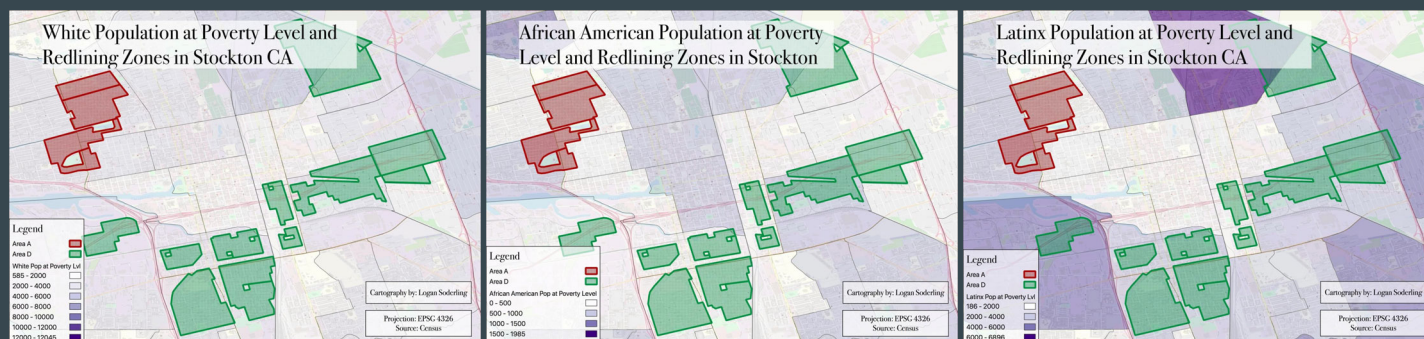 White Population at Poverty Level and
Redlining Zones in Stockton CA
Legend
Area A
Area D
White Pop at Poverty Lvl
585 - 2000
2000 - 4000
4000 - 6000
6000 - 8000
8000 - 10000
10000 - 12000
12000 - 12045
Cartography by: Logan Soderling
Projection: EPSG 4326
Source: Census
African American Population at Poverty
Level and Redlining Zones in Stockton
Legend
Area A
Area D
African American Pop at Poverty Level
0 - 500
500 - 1000
1000 - 1500
1500 - 1985
Cartography by: Logan Soderling
Projection: EPSG 4326
Source: Census
Latinx Population at Poverty Level and
Redlining Zones in Stockton CA
Legend
Area A
Area D
Latinx Pop at Poverty Lvl
186 - 2000
2000 - 4000
4000 - 6000
6000 - 6896
Cartography by: Logan Soderling
Projection: EPSG 4326
Source: Census